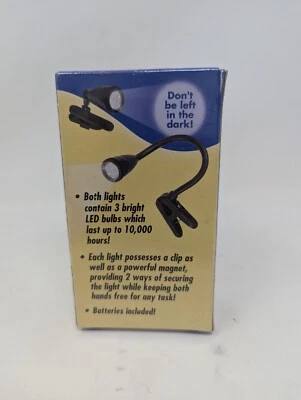 Don't
be left
in the
dark!
• Both lights
contain 3 bright
LED bulbs which
last up to 10,000
hours!
• Each light possesses a clip as
well as a powerful magnet,
providing 2 ways of securing
the light while keeping both
hands free for any task!
• Batteries included!